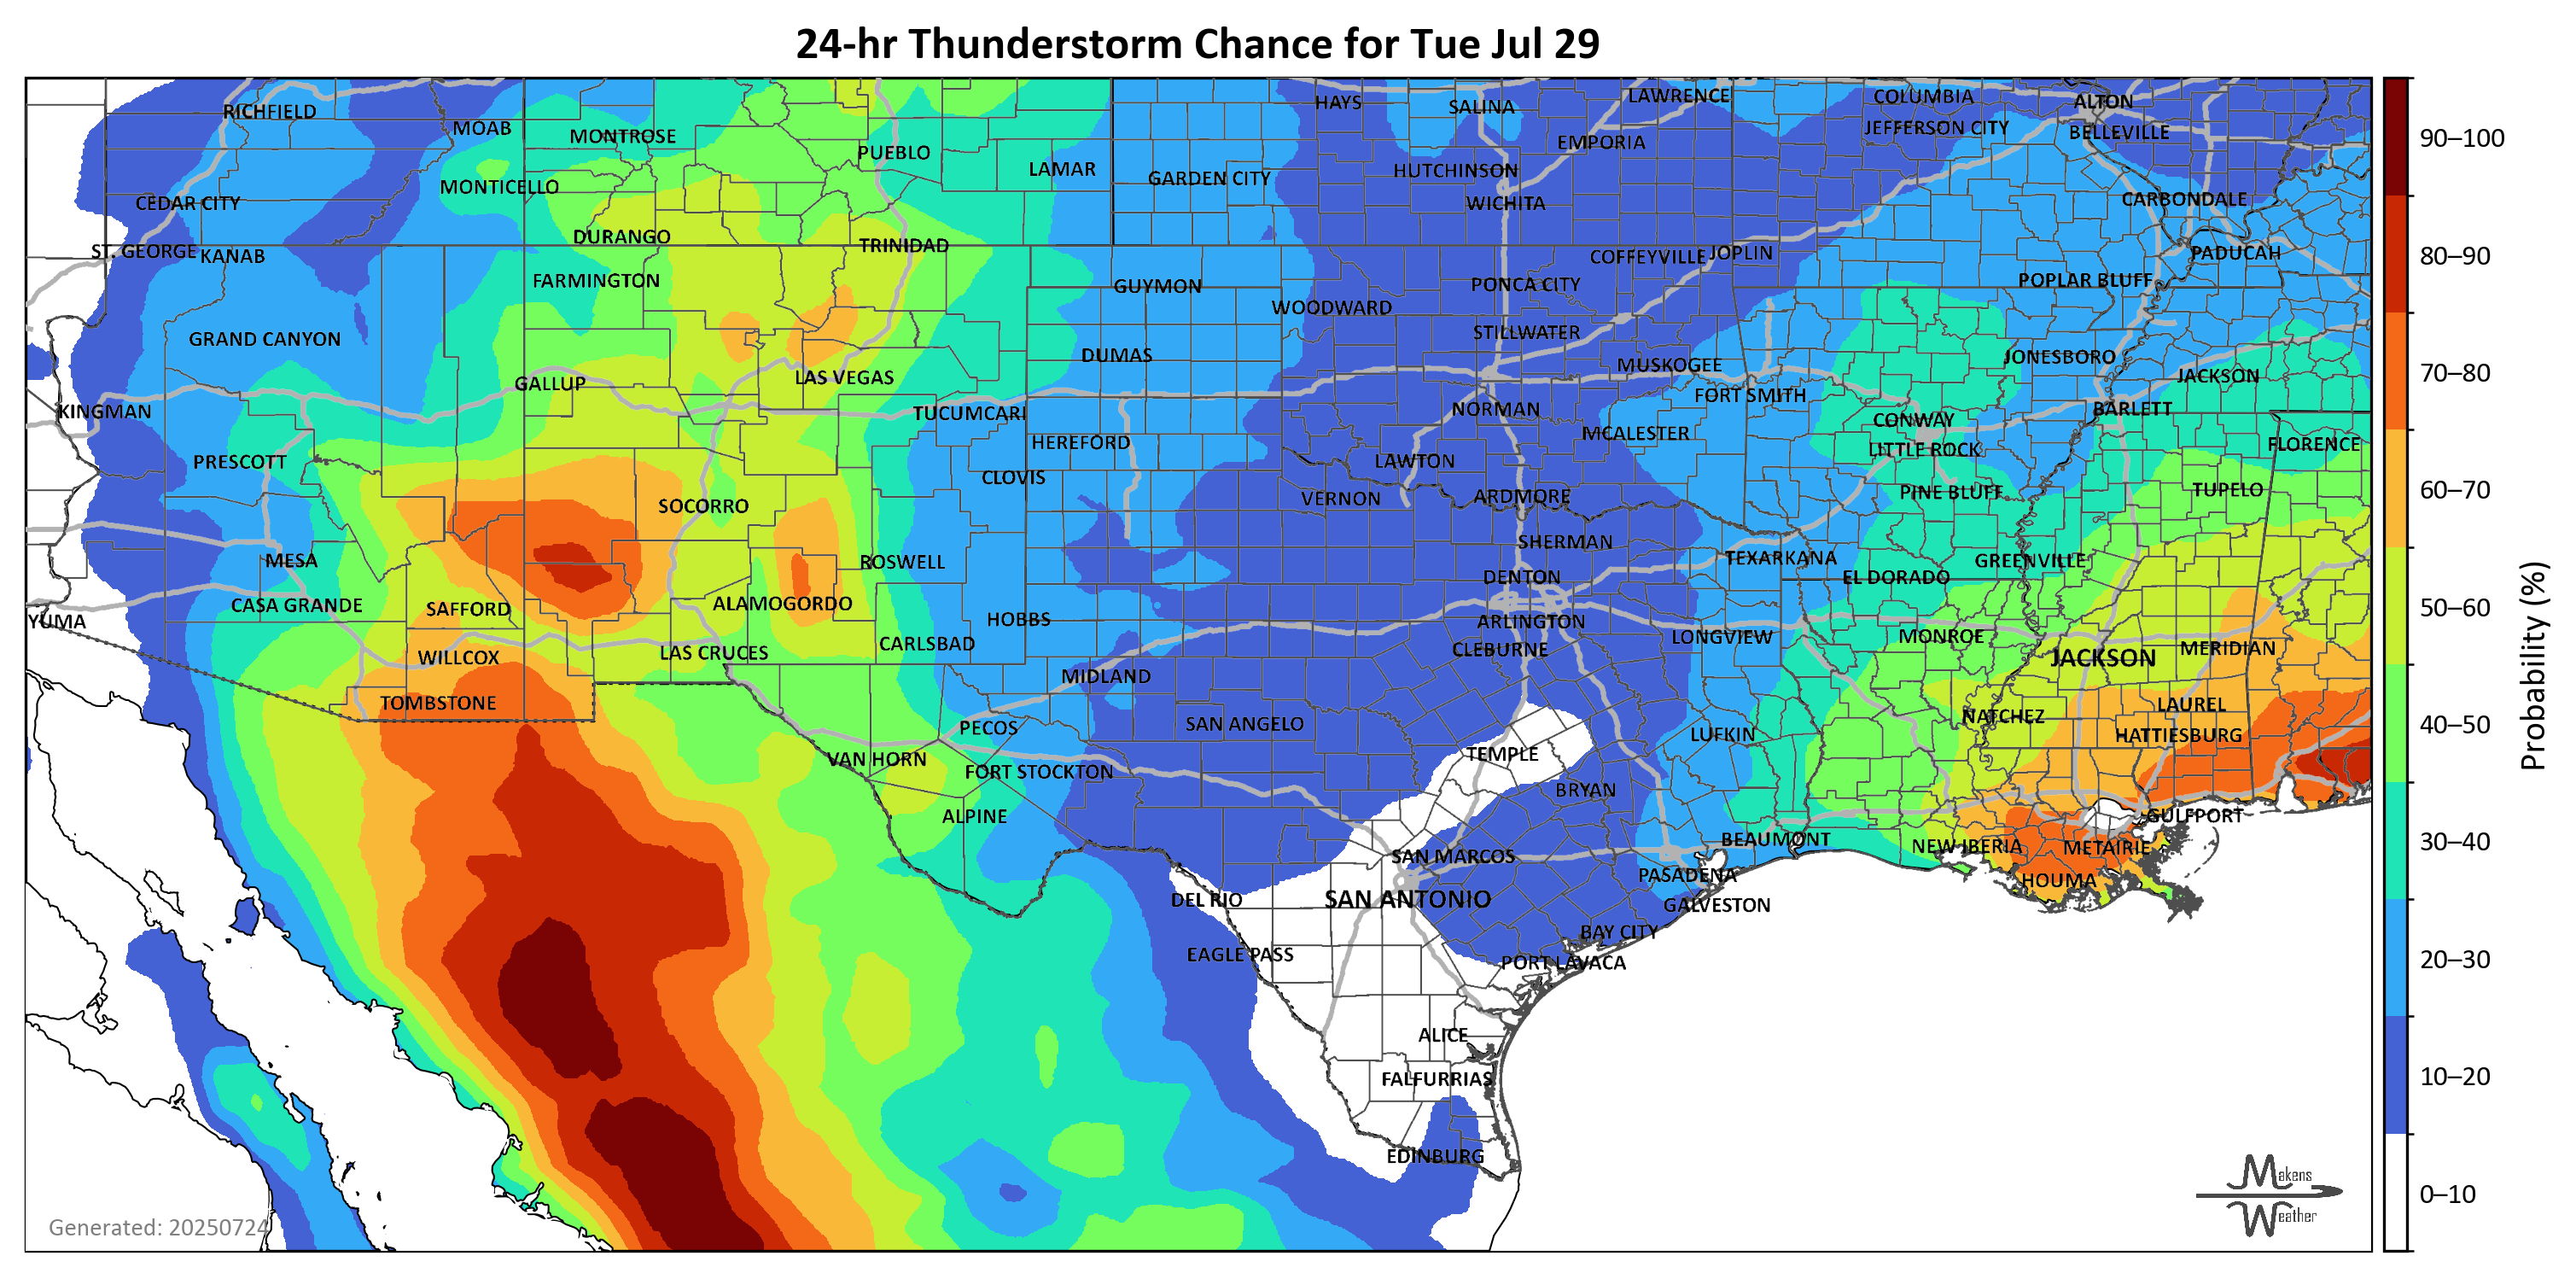 24-hr Thunderstorm Chance for Tue Jul 29
RICHFIELD
MOAB
MONTROSE
PUEBLO
LAMAR
HAYS
SALINA
LAWRENCE
COLUMBIA
ALTON
JEFFERSON CITY
BELLEVILLE
EMPORIA
MONTICELLO
GARDEN CITY
HUTCHINSON
CEDAR CITY
WICHITA
CARBONDALE
DURANGO
TRINIDAD
ST. GEORGE
KANAB
COFFEYVILLE
JOPLIN
PADUCAH
FARMINGTON
GUYMON
PONCA CITY
POPLAR BLUFF
WOODWARD
GRAND CANYON
STILLWATER
DUMAS
MUSKOGEE
JONESBORO
GALLUP
LAS VEGAS
JACKSON
FORT SMITH
KINGMAN
TUCUMCARI
NORMAN
BARLETT
CONWAY
HEREFORD
MCALESTER
FLORENCE
PRESCOTT
LAWTON
LITTLE ROCK
CLOVIS
VERNON
ARDMORE
PINE BLUFF
TUPELO
SOCORRO
SHERMAN
MESA
ROSWELL
TEXARKANA
GREENVILLE
DENTON
EL DORADO
CASA GRANDE
SAFFORD
ALAMOGORDO
YUMA
HOBBS
ARLINGTON
CARLSBAD
LONGVIEW
MONROE
WILLCOX
LAS CRUCES
CLEBURNE
JACKSON
MERIDIAN
MIDLAND
TOMBSTONE
LAUREL
PECOS
SAN ANGELO
NATCHEZ
LUFKIN
HATTIESBURG
VAN HORN
TEMPLE
FORT STOCKTON
BRYAN
ALPINE
GULFPORT
BEAUMONT
NEW IBERIA
METAIRIE
SAN MARCOS
PASADENA
HOUMA
DEL RIO
SAN ANTONIO
GALVESTON
BAY CITY
EAGLE PASS
PORT LAVACA
ALICE
FALFURRIAS
EDINBURG
Generated: 20250724
Makens
Weather
90–100
80–90
70–80
60–70
50–60
40–50
30–40
20–30
10–20
0–10
Probability (%)